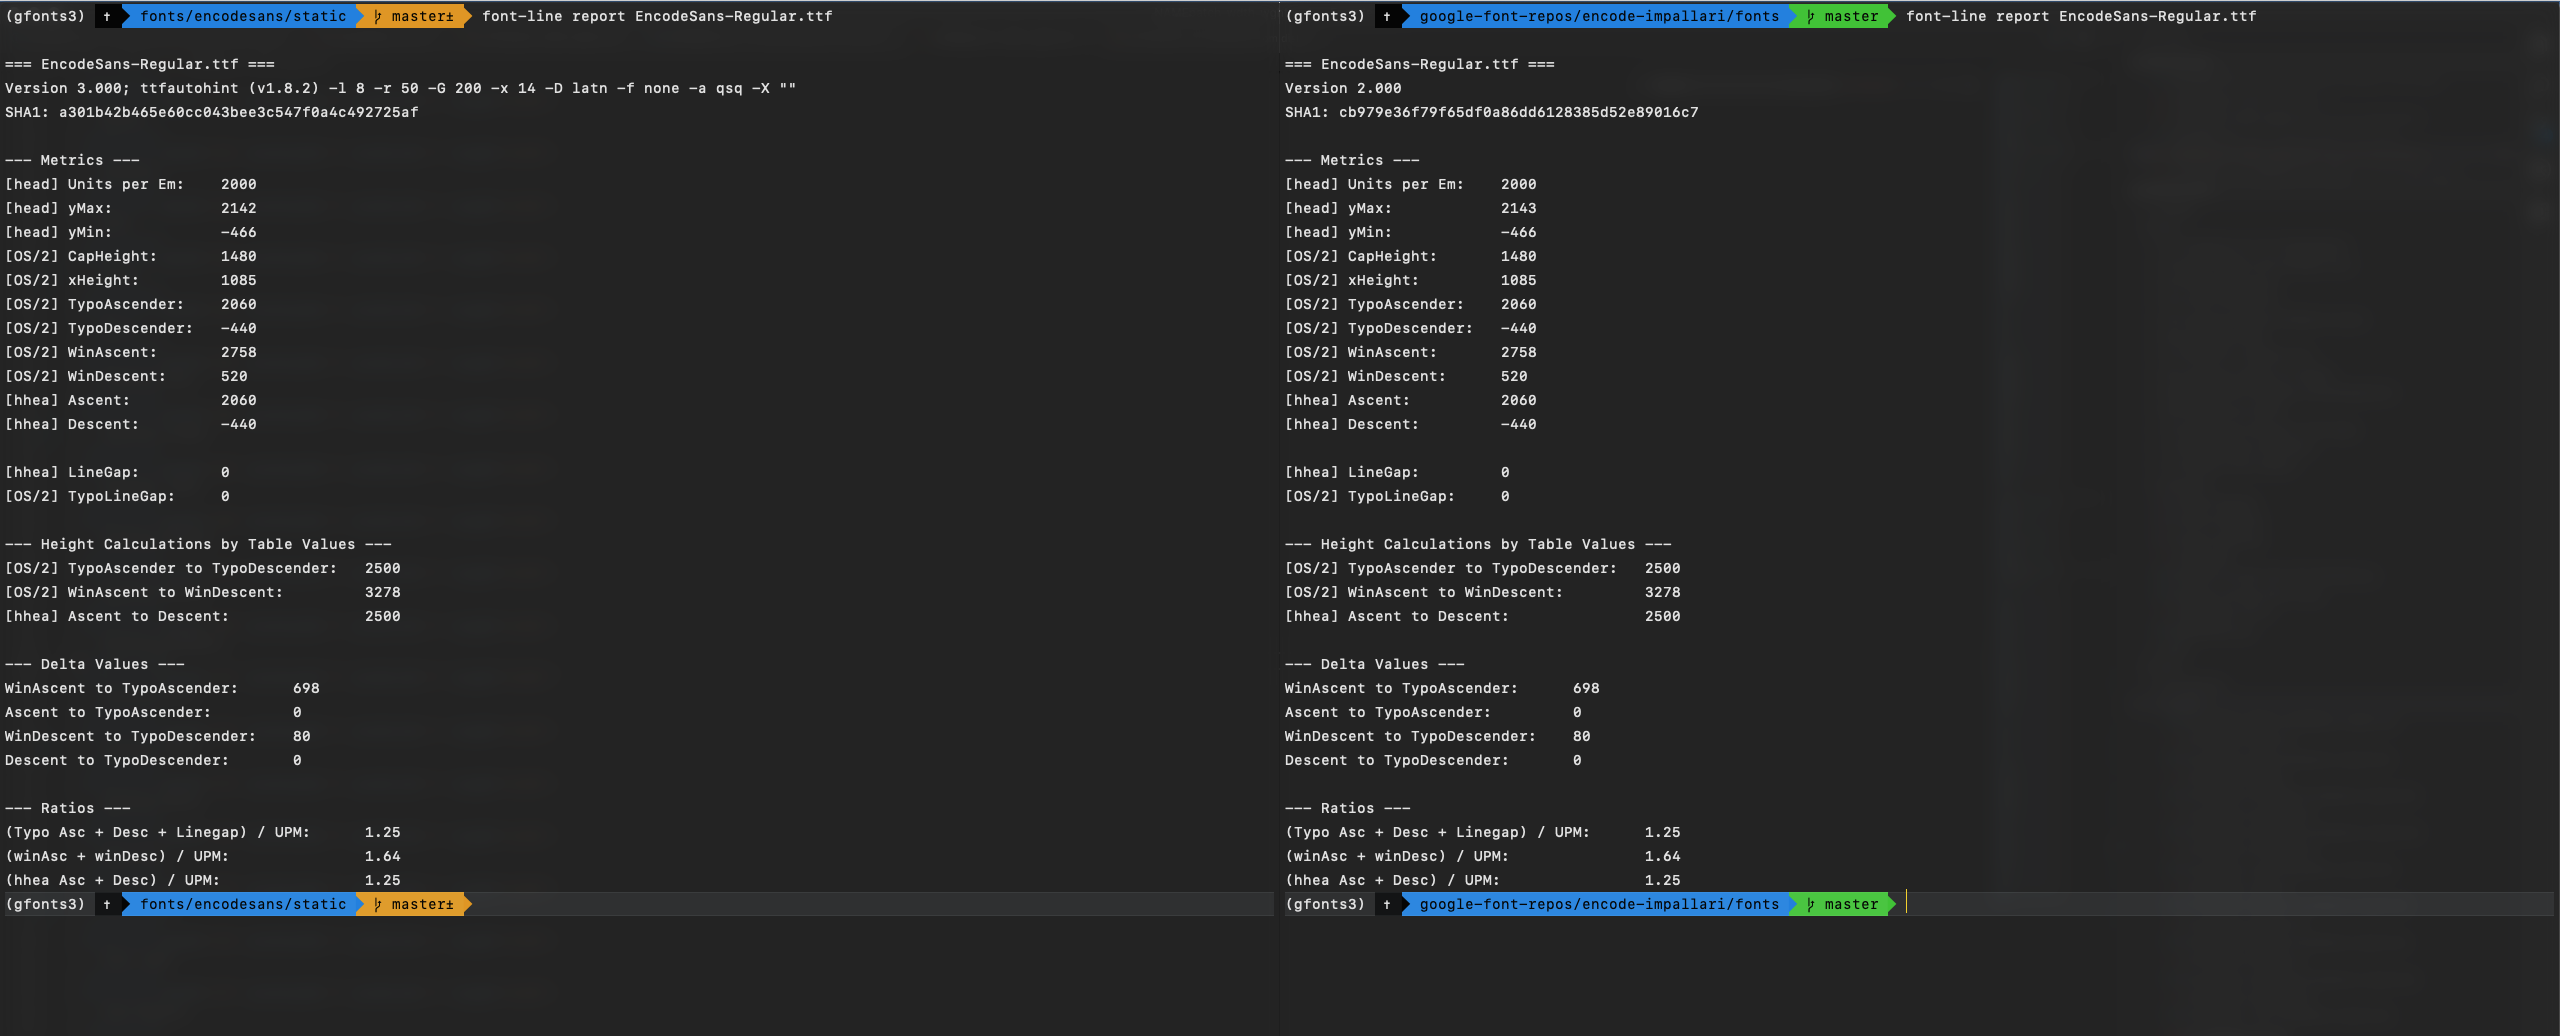 (gfonts3) † fonts/encodesans/static master± font-line report EncodeSans-Regular.ttf
=== EncodeSans-Regular.ttf ===
Version 3.000; ttfautohint (v1.8.2) -l 8 -r 50 -G 200 -x 14 -D latn -f none -a qsq -X ""
SHA1: a301b42b465e60cc043bee3c547f0a4c492725af
--- Metrics ---
[head] Units per Em: 2000
[head] yMax: 2142
[head] yMin: -466
[OS/2] CapHeight: 1480
[OS/2] xHeight: 1085
[OS/2] TypoAscender: 2060
[OS/2] TypoDescender: -440
[OS/2] WinAscent: 2758
[OS/2] WinDescent: 520
[hhea] Ascent: 2060
[hhea] Descent: -440
[hhea] LineGap: 0
[OS/2] TypoLineGap: 0
--- Height Calculations by Table Values ---
[OS/2] TypoAscender to TypoDescender: 2500
[OS/2] WinAscent to WinDescent: 3278
[hhea] Ascent to Descent: 2500
--- Delta Values ---
WinAscent to TypoAscender: 698
Ascent to TypoAscender: 0
WinDescent to TypoDescender: 80
Descent to TypoDescender: 0
--- Ratios ---
(Typo Asc + Desc + Linegap) / UPM: 1.25
(winAsc + winDesc) / UPM: 1.64
(hhea Asc + Desc) / UPM: 1.25
(gfonts3) † fonts/encodesans/static master±
(gfonts3) † google-font-repos/encode-impallari/fonts master font-line report EncodeSans-Regular.ttf
=== EncodeSans-Regular.ttf ===
Version 2.000
SHA1: cb979e36f79f65df0a86dd6128385d52e89016c7
--- Metrics ---
[head] Units per Em: 2000
[head] yMax: 2143
[head] yMin: -466
[OS/2] CapHeight: 1480
[OS/2] xHeight: 1085
[OS/2] TypoAscender: 2060
[OS/2] TypoDescender: -440
[OS/2] WinAscent: 2758
[OS/2] WinDescent: 520
[hhea] Ascent: 2060
[hhea] Descent: -440
[hhea] LineGap: 0
[OS/2] TypoLineGap: 0
--- Height Calculations by Table Values ---
[OS/2] TypoAscender to TypoDescender: 2500
[OS/2] WinAscent to WinDescent: 3278
[hhea] Ascent to Descent: 2500
--- Delta Values ---
WinAscent to TypoAscender: 698
Ascent to TypoAscender: 0
WinDescent to TypoDescender: 80
Descent to TypoDescender: 0
--- Ratios ---
(Typo Asc + Desc + Linegap) / UPM: 1.25
(winAsc + winDesc) / UPM: 1.64
(hhea Asc + Desc) / UPM: 1.25
(gfonts3) † google-font-repos/encode-impallari/fonts master